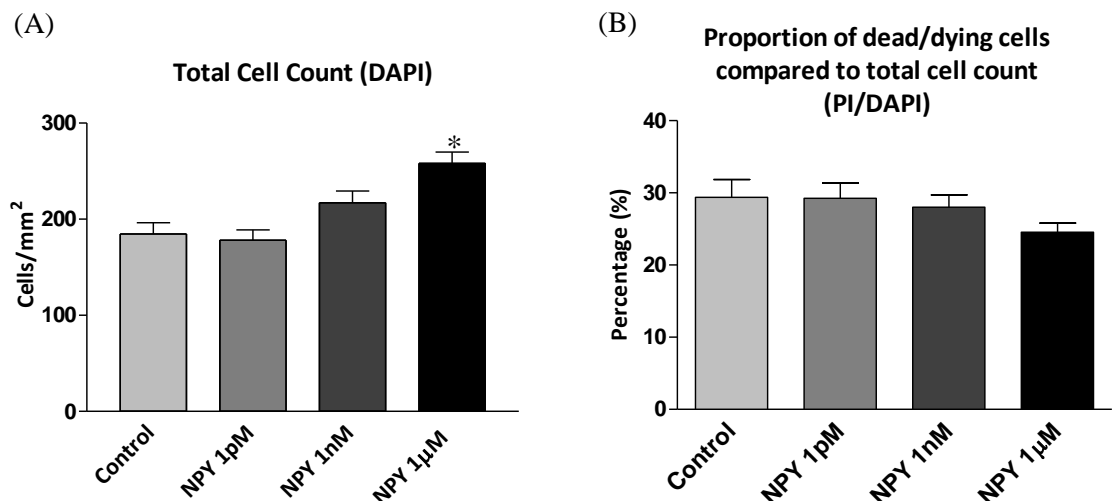 (A)
Total Cell Count (DAPI)
Cells/mm²
300
200
100
0
*
Control
NPY 1pM
NPY 1nM
NPY 1µM
(B)
Proportion of dead/dying cells
compared to total cell count
(PI/DAPI)
Percentage (%)
40
30
20
10
0
Control
NPY 1pM
NPY 1nM
NPY 1µM